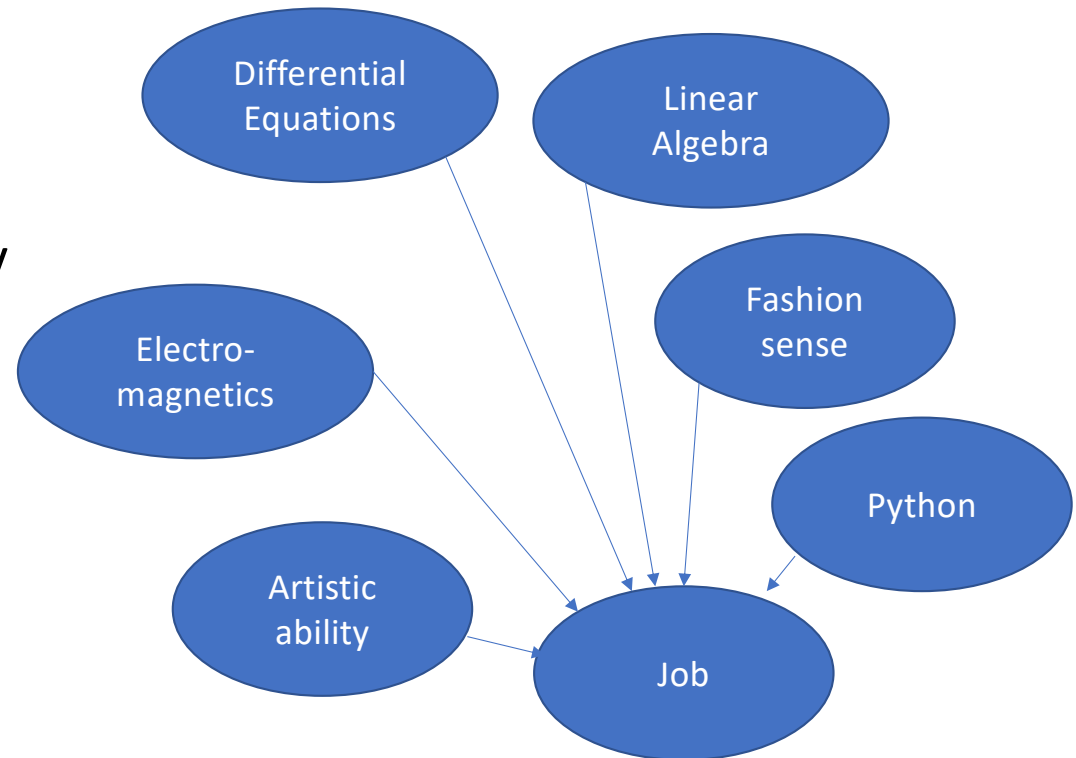 Differential
Equations
Linear
Algebra
y
Fashion
sense
Electro-
magnetics
Python
Artistic
ability
Job